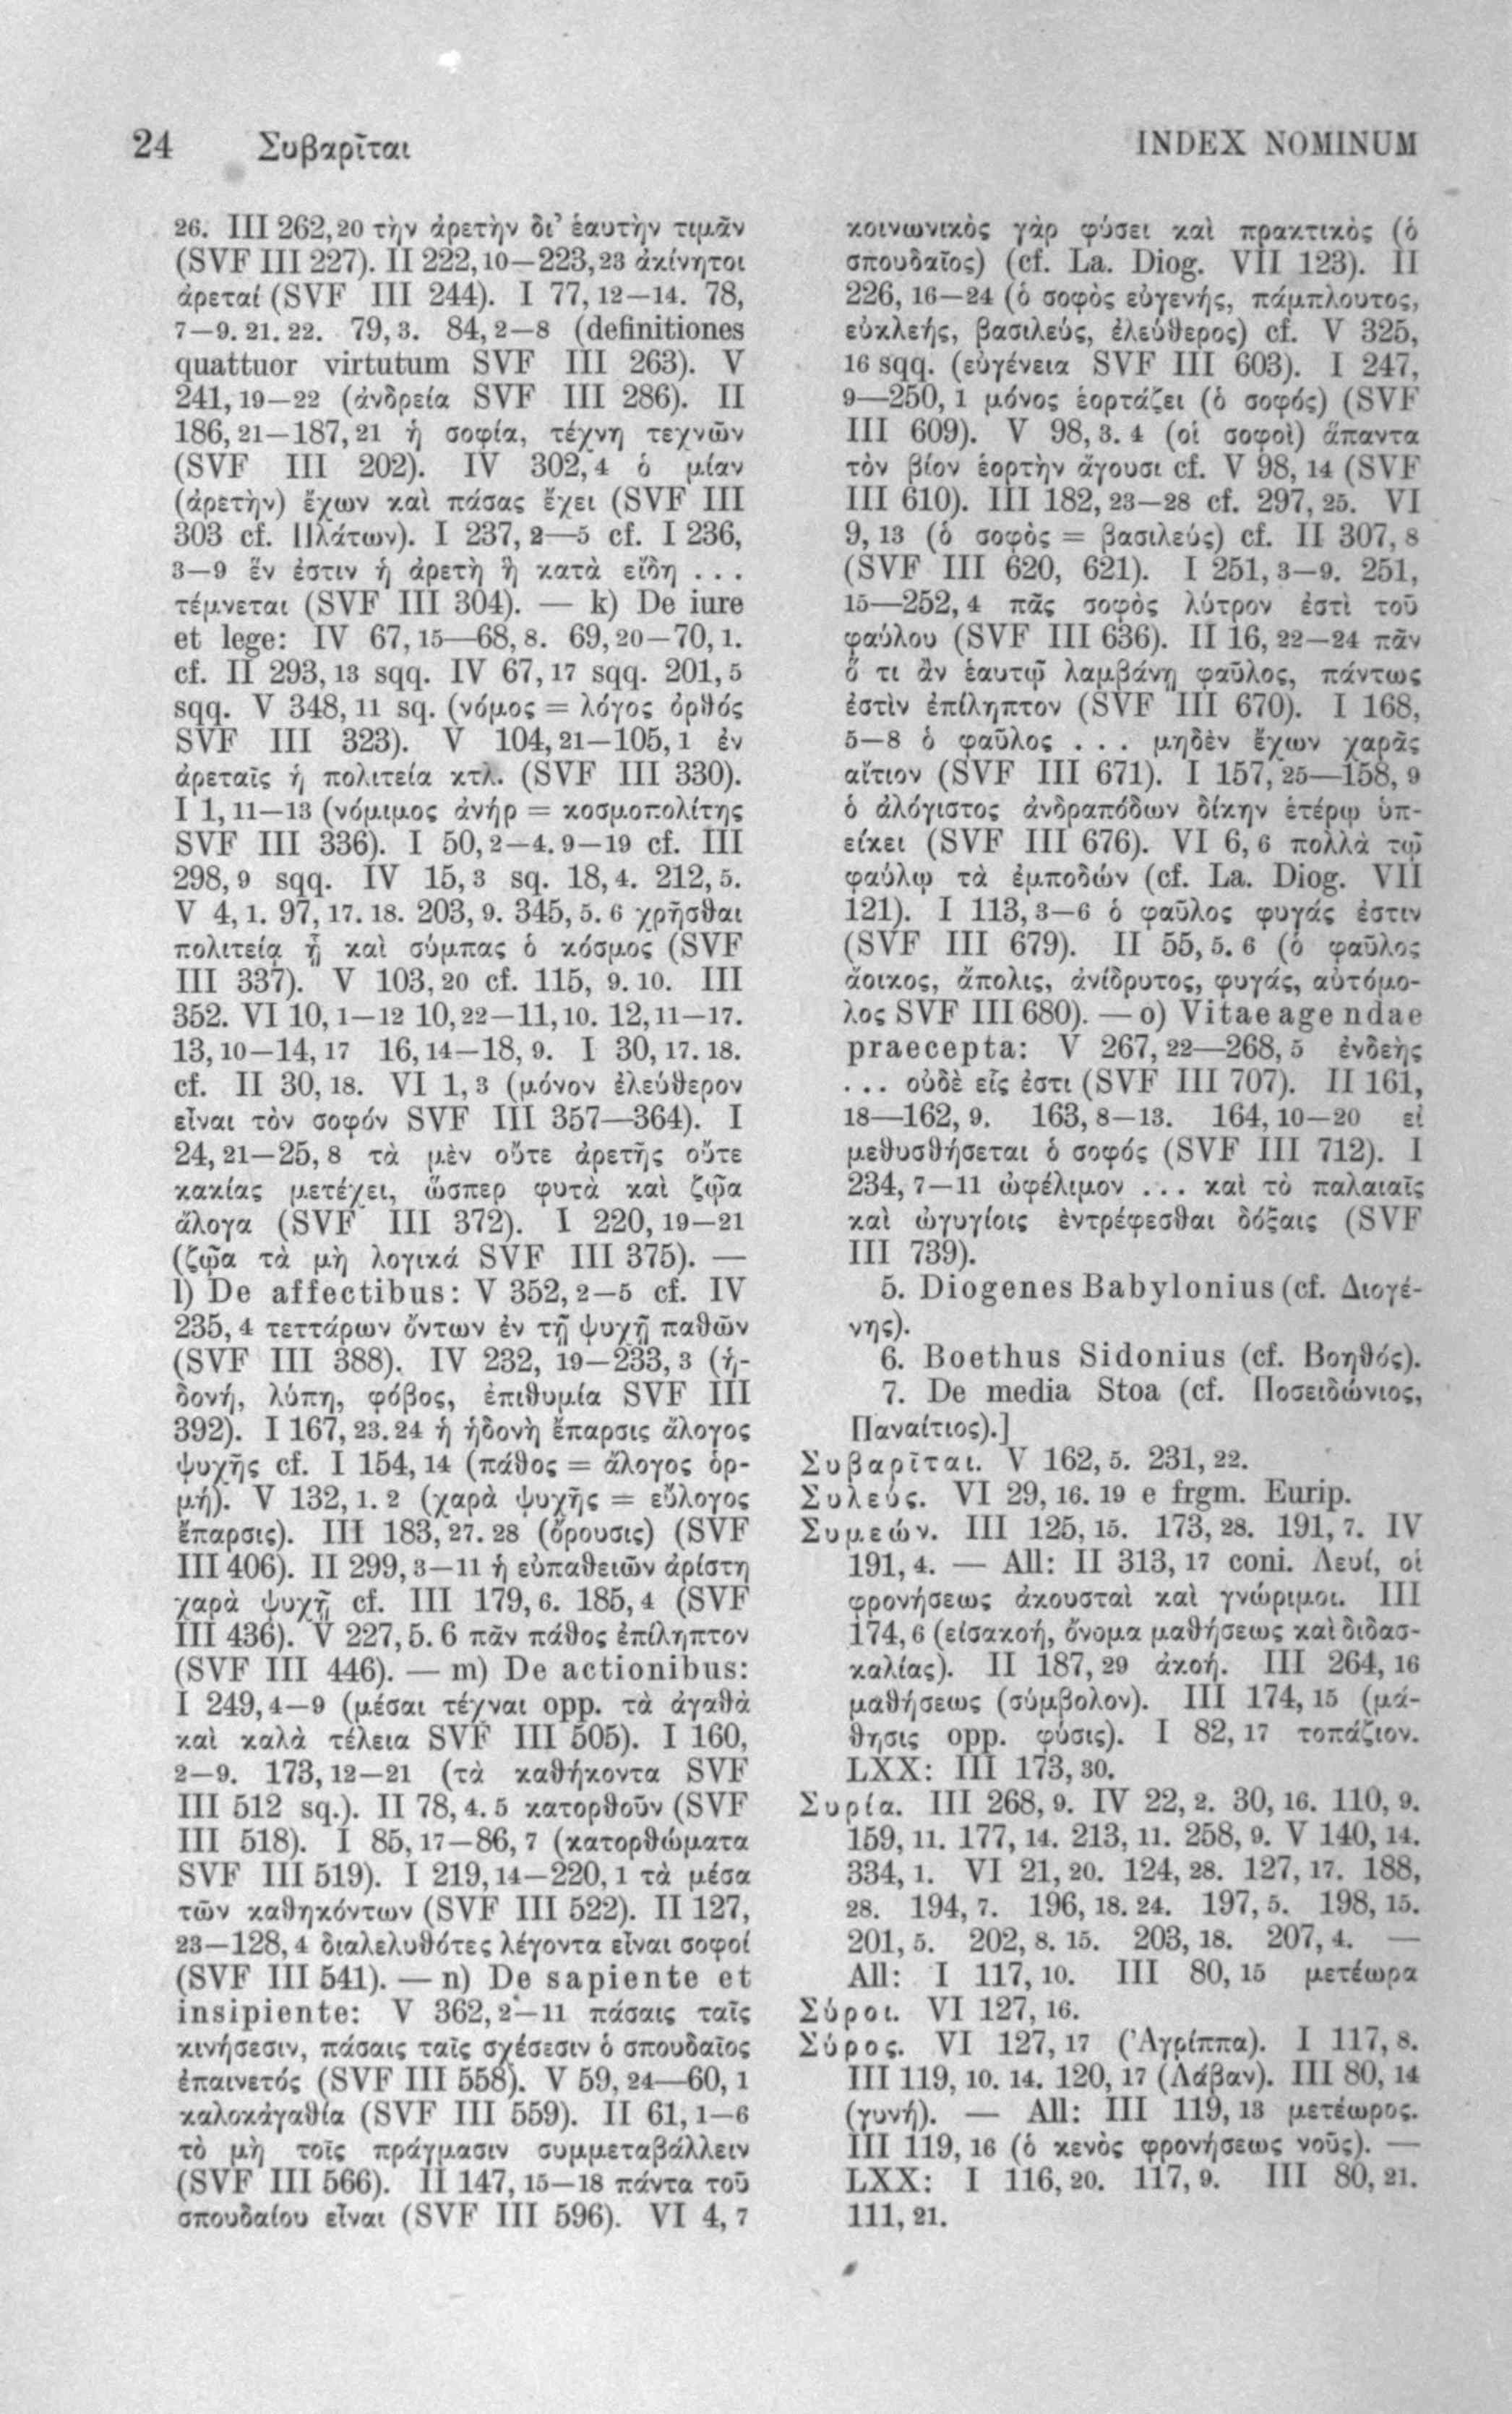 24 Συβαρῖται
INDEX NOMINUM
26. III 262,20 τὴν ἀρετὴν δι’ ἑαυτὴν τιμᾶν
(SVF III 227). II 222,10—223,23 ἀκίνητοι
ἀρεταί (SVF III 244). I 77,12—14. 78,
7—9. 21. 22. 79,3. 84,2—8 (definitiones
quattuor virtutum SVF III 263). V
241,19—22 (ἀνδρεία SVF III 286). II
186,21—187,21 ἡ σοφία, τέχνη τεχνῶν
(SVF III 202). IV 302,4 ὁ μίαν
(ἀρετὴν) ἔχων καὶ πάσας ἔχει (SVF III
303 cf. Πλάτων). I 237,2—5 cf. I 236,
3—9 ἕν ἐστιν ἡ ἀρετὴ ἢ κατὰ εἴδη ...
τέμνεται (SVF III 304). — k) De iure
et lege: IV 67,15—68,8. 69,20—70,1.
cf. II 293,13 sqq. IV 67,17 sqq. 201,5
sqq. V 348,11 sq. (νόμος = λόγος ὀρθός
SVF III 323). V 104,21—105,1 ἐν
ἀρεταῖς ἡ πολιτεία κτλ. (SVF III 330).
I 1,11—13 (νόμιμος ἀνήρ = κοσμοπολίτης
SVF III 336). I 50,2—4. 9—19 cf. III
298,9 sqq. IV 15,3 sq. 18,4. 212,5.
V 4,1. 97,17. 18. 203,9. 345,5. 6 χρῆσθαι
πολιτείᾳ ᾗ καὶ σύμπας ὁ κόσμος (SVF
III 337). V 103,20 cf. 115, 9. 10. III
352. VI 10,1—12 10,22—11,10. 12,11—17.
13,10—14,17 16,14—18,9. I 30,17. 18.
cf. II 30,18. VI 1,3 (μόνον ἐλεύθερον
εἶναι τὸν σοφόν SVF III 357—364). I
24,21—25,8 τὰ μὲν οὔτε ἀρετῆς οὔτε
κακίας μετέχει, ὥσπερ φυτὰ καὶ ζῷα
ἄλογα (SVF III 372). I 220,19—21
(ζῷα τὰ μὴ λογικά SVF III 375). —
l) De affectibus: V 352,2—5 cf. IV
235,4 τεττάρων ὄντων ἐν τῇ ψυχῇ παθῶν
(SVF III 388). IV 232, 19—233,3 (ἡ-
δονή, λύπη, φόβος, ἐπιθυμία SVF III
392). I 167,23.24 ἡ ἡδονὴ ἔπαρσις ἄλογος
ψυχῆς cf. I 154,14 (πάθος = ἄλογος ὁρ-
μή). V 132,1. 2 (χαρὰ ψυχῆς = εὔλογος
ἔπαρσις). III 183,27. 28 (ὄρουσις) (SVF
III 406). II 299,3—11 ἡ εὐπαθειῶν ἀρίστη
χαρὰ ψυχῇ cf. III 179,6. 185,4 (SVF
III 436). V 227,5. 6 πᾶν πάθος ἐπίληπτον
(SVF III 446). — m) De actionibus:
I 249,4—9 (μέσαι τέχναι opp. τὰ ἀγαθὰ
καὶ καλὰ τέλεια SVF III 505). I 160,
2—9. 173,12—21 (τὰ καθήκοντα SVF
III 512 sq.). II 78,4. 5 κατορθοῦν (SVF
III 518). I 85,17—86,7 (κατορθώματα
SVF III 519). I 219,14—220,1 τὰ μέσα
τῶν καθηκόντων (SVF III 522). II 127,
23—128,4 διαλεληθότες λέγοντα εἶναι σοφοί
(SVF III 541). — n) De sapiente et
insipiente: V 362,2—11 πάσαις ταῖς
κινήσεσιν, πάσαις ταῖς σχέσεσιν ὁ σπουδαῖος
ἐπαινετός (SVF III 558). V 59,24—60,1
καλοκἀγαθία (SVF III 559). II 61,1—6
τὸ μὴ τοῖς πράγμασιν συμμεταβάλλειν
(SVF III 566). II 147,15—18 πάντα τοῦ
σπουδαίου εἶναι (SVF III 596). VI 4,7
κοινωνικὸς γὰρ φύσει καὶ πρακτικὸς (ὁ
σπουδαῖος) (cf. La. Diog. VII 123). II
226,16—24 (ὁ σοφὸς εὐγενής, πάμπλουτος,
εὐκλεής, βασιλεύς, ἐλεύθερος) cf. V 325,
16 sqq. (εὐγένεια SVF III 603). I 247,
9—250,1 μόνος ἑορτάζει (ὁ σοφός) (SVF
III 609). V 98,3. 4 (οἱ σοφοὶ) ἅπαντα
τὸν βίον ἑορτὴν ἄγουσι cf. V 98,14 (SVF
III 610). III 182,23—28 cf. 297,25. VI
9,13 (ὁ σοφὸς = βασιλεύς) cf. II 307,8
(SVF III 620, 621). I 251,3—9. 251,
15—252,4 πᾶς σοφὸς λύτρον ἐστὶ τοῦ
φαύλου (SVF III 636). II 16,22—24 πᾶν
ὅ τι ἂν ἑαυτῷ λαμβάνῃ φαῦλος, πάντως
ἐστὶν ἐπίληπτον (SVF III 670). I 168,
5—8 ὁ φαῦλος ... μηδὲν ἔχων χαρᾶς
αἴτιον (SVF III 671). I 157,25—158,9
ὁ ἀλόγιστος ἀνδραπόδων δίκην ἑτέρῳ ὑπ-
είκει (SVF III 676). VI 6,6 πολλὰ τῷ
φαύλῳ τὰ ἐμποδών (cf. La. Diog. VII
121). I 113,3—6 ὁ φαῦλος φυγάς ἐστιν
(SVF III 679). II 55,5. 6 (ὁ φαῦλος
ἄοικος, ἄπολις, ἀνίδρυτος, φυγάς, αὐτόμο-
λος SVF III 680). — o) Vitae agendae
praecepta: V 267,22—268,5 ἐνδεὴς
... οὐδὲ εἷς ἐστι (SVF III 707). II 161,
18—162,9. 163,8—13. 164,10—20 εἰ
μεθυσθήσεται ὁ σοφός (SVF III 712). I
234,7—11 ὠφέλιμον ... καὶ τὸ παλαιαῖς
καὶ ὠγυγίοις ἐντρέφεσθαι δόξαις (SVF
III 739).
5. Diogenes Babylonius (cf. Διογέ-
νης).
6. Boethus Sidonius (cf. Βοηθός).
7. De media Stoa (cf. Ποσειδώνιος,
Παναίτιος).]
Συβαρῖται. V 162,5. 231,22.
Συλεύς. VI 29,16. 19 e frgm. Eurip.
Συμεών. III 125,15. 173,28. 191,7. IV
191,4. — All: II 313,17 coni. Λευί, οἱ
φρονήσεως ἀκουσταὶ καὶ γνώριμοι. III
174,6 (εἰσακοή, ὄνομα μαθήσεως καὶ διδασ-
καλίας). II 187,29 ἀκοή. III 264,16
μαθήσεως (σύμβολον). III 174,15 (μά-
θησις opp. φύσις). I 82,17 τοπάζιον.
LXX: III 173,30.
Συρία. III 268,9. IV 22,2. 30,16. 110,9.
159,11. 177,14. 213,11. 258,9. V 140,14.
334,1. VI 21,20. 124,28. 127,17. 188,
28. 194,7. 196,18. 24. 197,5. 198,15.
201,5. 202,8. 15. 203,18. 207,4. —
All: I 117,10. III 80,15 μετέωρα
Σύροι. VI 127,16.
Σύρος. VI 127,17 (Ἀγρίππα). I 117,8.
III 119,10. 14. 120,17 (Λάβαν). III 80,14
(γυνή). — All: III 119,13 μετέωρος.
III 119,16 (ὁ κενὸς φρονήσεως νοῦς). —
LXX: I 116,20. 117,9. III 80,21.
111,21.